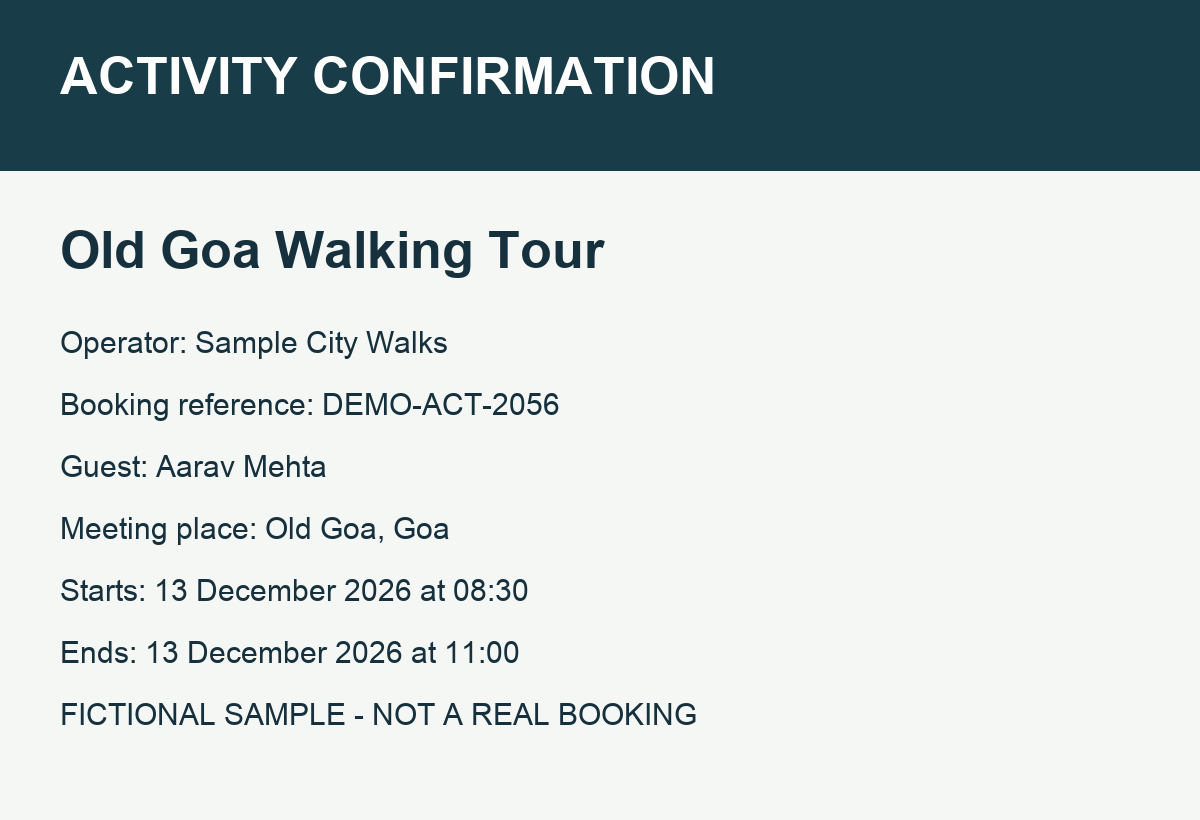 ACTIVITY CONFIRMATION
Old Goa Walking Tour
Operator: Sample City Walks
Booking reference: DEMO-ACT-2056
Guest: Aarav Mehta
Meeting place: Old Goa, Goa
Starts: 13 December 2026 at 08:30
Ends: 13 December 2026 at 11:00
FICTIONAL SAMPLE - NOT A REAL BOOKING